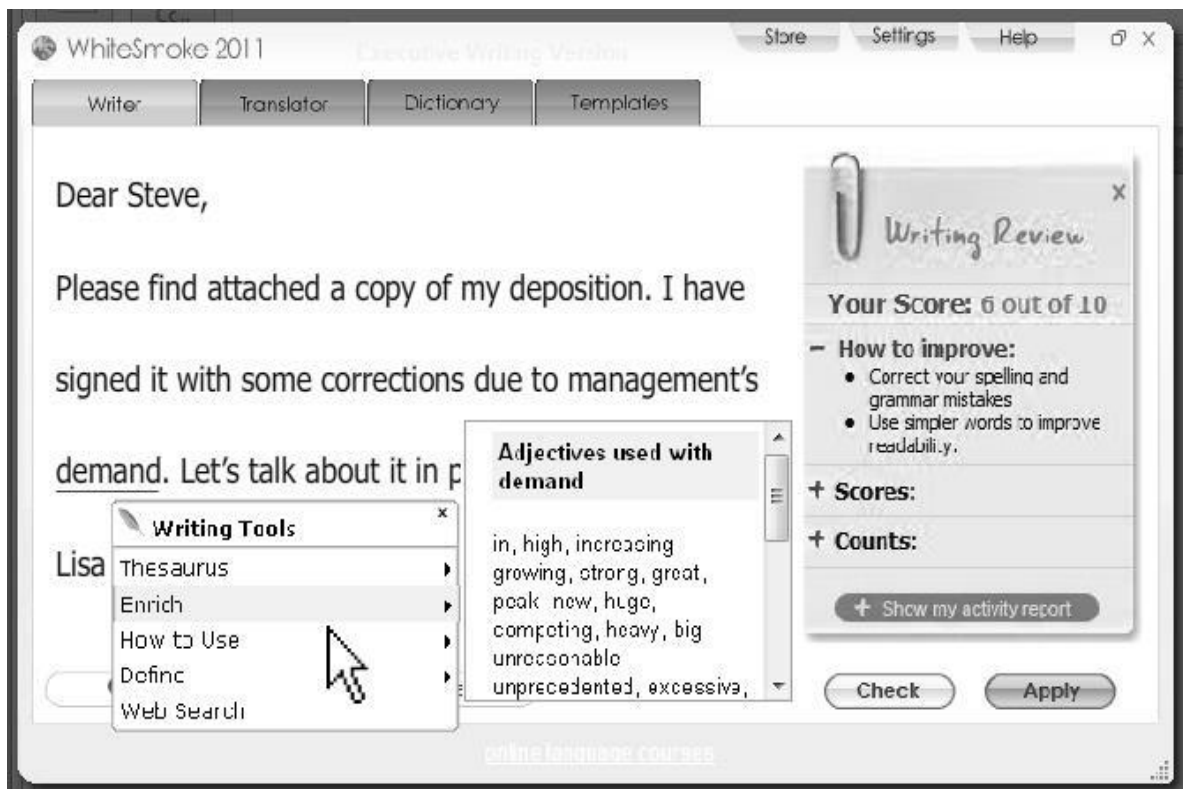 WhiteSmoke 2011
Executive Writing Version
Store Settings Help
Writer Translator Dictionary Templates
Dear Steve,
Please find attached a copy of my deposition. I have
signed it with some corrections due to management's
demand. Let's talk about it in p
Lisa
Writing Tools
Thesaurus
Enrich
How to Use
Define
Web Search
Adjectives used with
demand
in, high, increasing
growing, strong, great,
peak new, huge,
competing, heavy, big
unreasonable
unprecedented, excessive,
Writing Review
Your Score: 6 out of 10
− How to improve:
• Correct your spelling and
grammar mistakes
• Use simpler words to improve
readability.
+ Scores:
+ Counts:
+ Show my activity report
Check Apply
online language courses